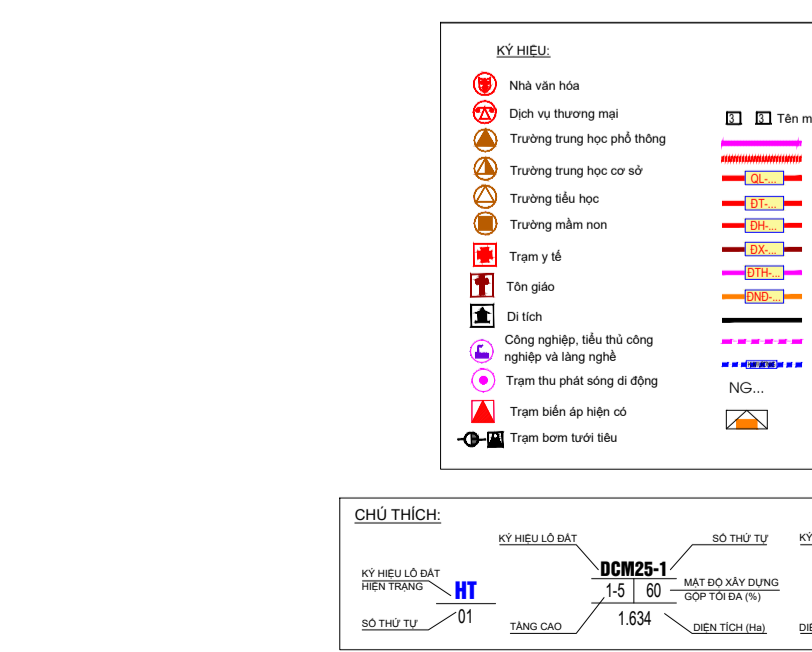 KÝ HIỆU:
Nhà văn hóa
Dịch vụ thương mại
Trường trung học phổ thông
Trường trung học cơ sở
Trường tiểu học
Trường mầm non
Trạm y tế
Tôn giáo
Di tích
Công nghiệp, tiểu thủ công
nghiệp và làng nghề
Trạm thu phát sóng di động
Trạm biến áp hiện có
Trạm bơm tưới tiêu
3 3 Tên m
QL-...
ĐT-...
ĐH-...
ĐX-...
ĐTH-...
ĐNĐ-...
NG...
CHÚ THÍCH:
KÝ HIỆU LÔ ĐẤT
HIỆN TRẠNG
HT
SỐ THỨ TỰ
01
KÝ HIỆU LÔ ĐẤT
SỐ THỨ TỰ
DCM25-1
1-5 60
MẬT ĐỘ XÂY DỰNG
GỘP TỐI ĐA (%)
1.634
TẦNG CAO
DIỆN TÍCH (Ha)
KÝ
DIỆ